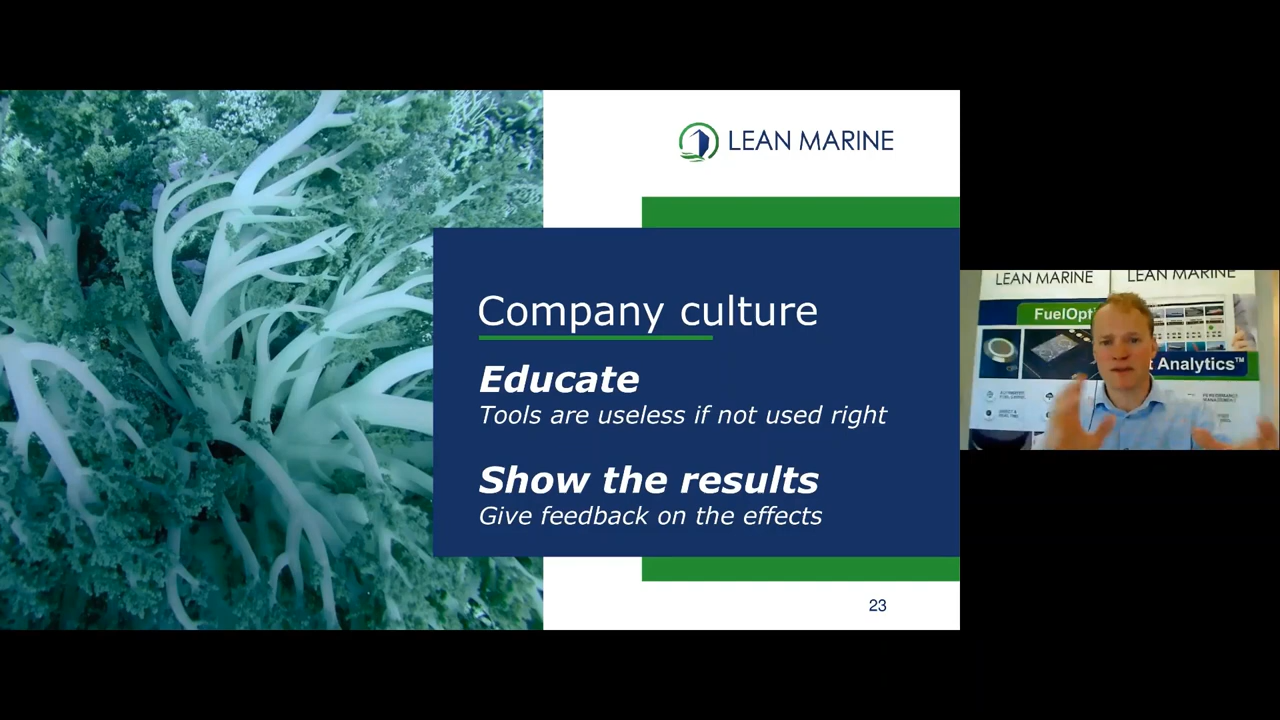 LEAN MARINE
Company culture
Educate
Tools are useless if not used right
Show the results
Give feedback on the effects
23
LEAN MARINE
LEAN MARINE
Analytics™